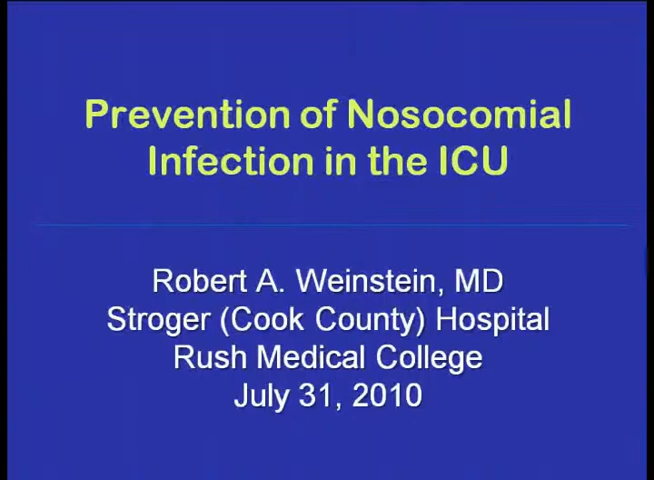 Prevention of Nosocomial
Infection in the ICU
Robert A. Weinstein, MD
Stroger (Cook County) Hospital
Rush Medical College
July 31, 2010